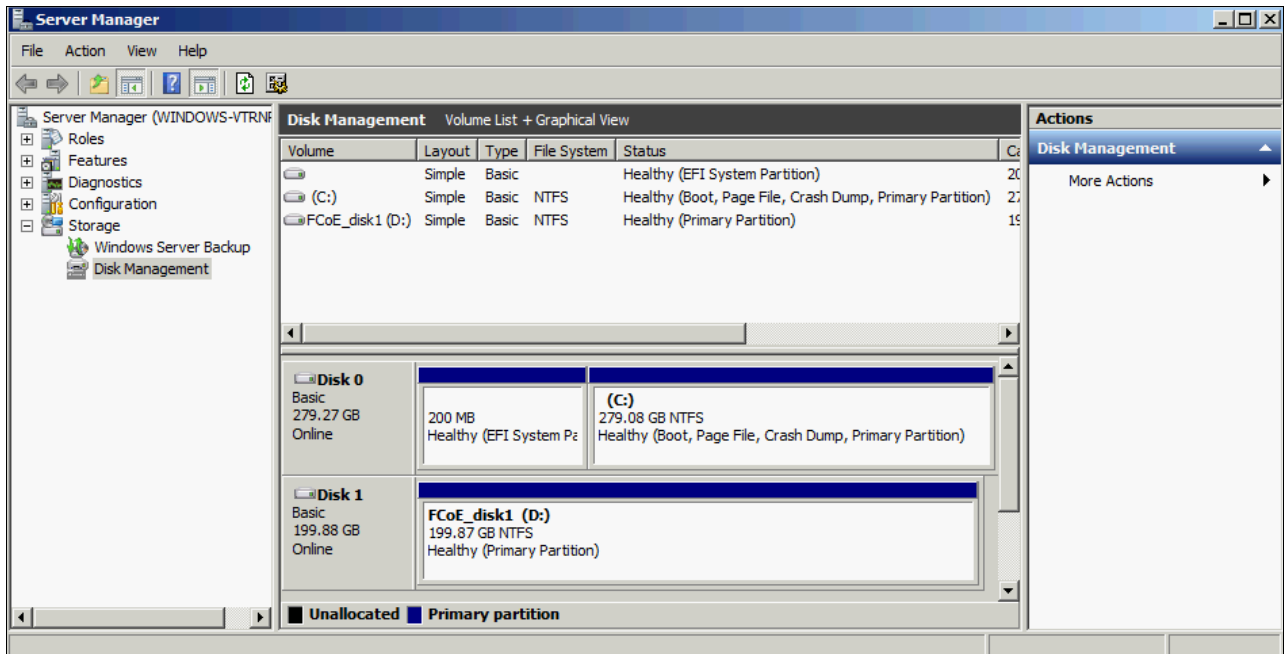 Server Manager
File Action View Help
Server Manager (WINDOWS-VTRNF
Roles
Features
Diagnostics
Configuration
Storage
Windows Server Backup
Disk Management
Disk Management Volume List + Graphical View
Volume Layout Type File System Status Ca
Simple Basic Healthy (EFI System Partition) 20
(C:) Simple Basic NTFS Healthy (Boot, Page File, Crash Dump, Primary Partition) 27
FCoE_disk1 (D:) Simple Basic NTFS Healthy (Primary Partition) 19
Disk 0
Basic
279.27 GB
Online
200 MB
Healthy (EFI System Pa
(C:)
279.08 GB NTFS
Healthy (Boot, Page File, Crash Dump, Primary Partition)
Disk 1
Basic
199.88 GB
Online
FCoE_disk1 (D:)
199.87 GB NTFS
Healthy (Primary Partition)
Unallocated Primary partition
Actions
Disk Management
More Actions